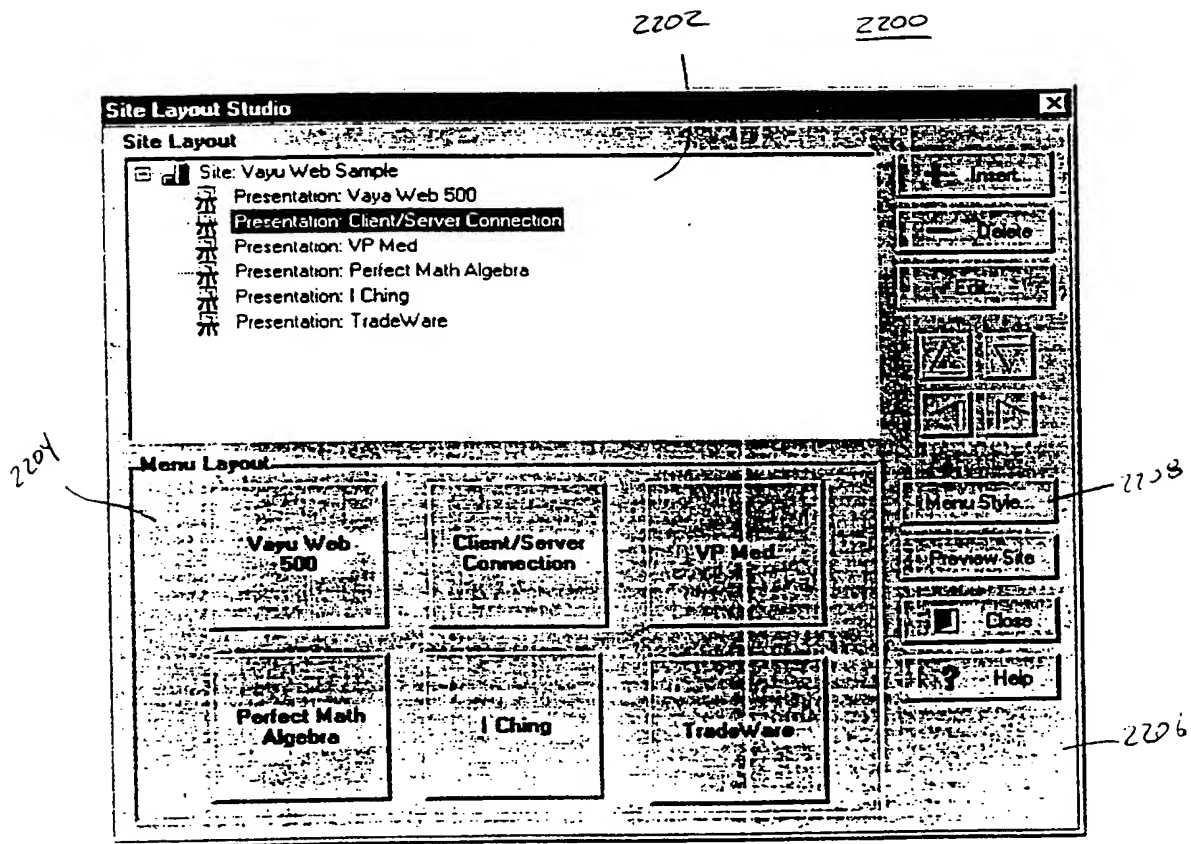 2202
2200
Site Layout Studio
Site Layout
Site: Vayu Web Sample
Presentation: Vaya Web 500
Presentation: Client/Server Connection
Presentation: VP Med
Presentation: Perfect Math Algebra
Presentation: I Ching
Presentation: TradeWare
Insert...
Delete
Edit
2204
Menu Layout
Vayu Web
500
Client/Server
Connection
VP Med
Perfect Math
Algebra
I Ching
TradeWare
Menu Style...
2208
Preview Site
Close
Help
2206